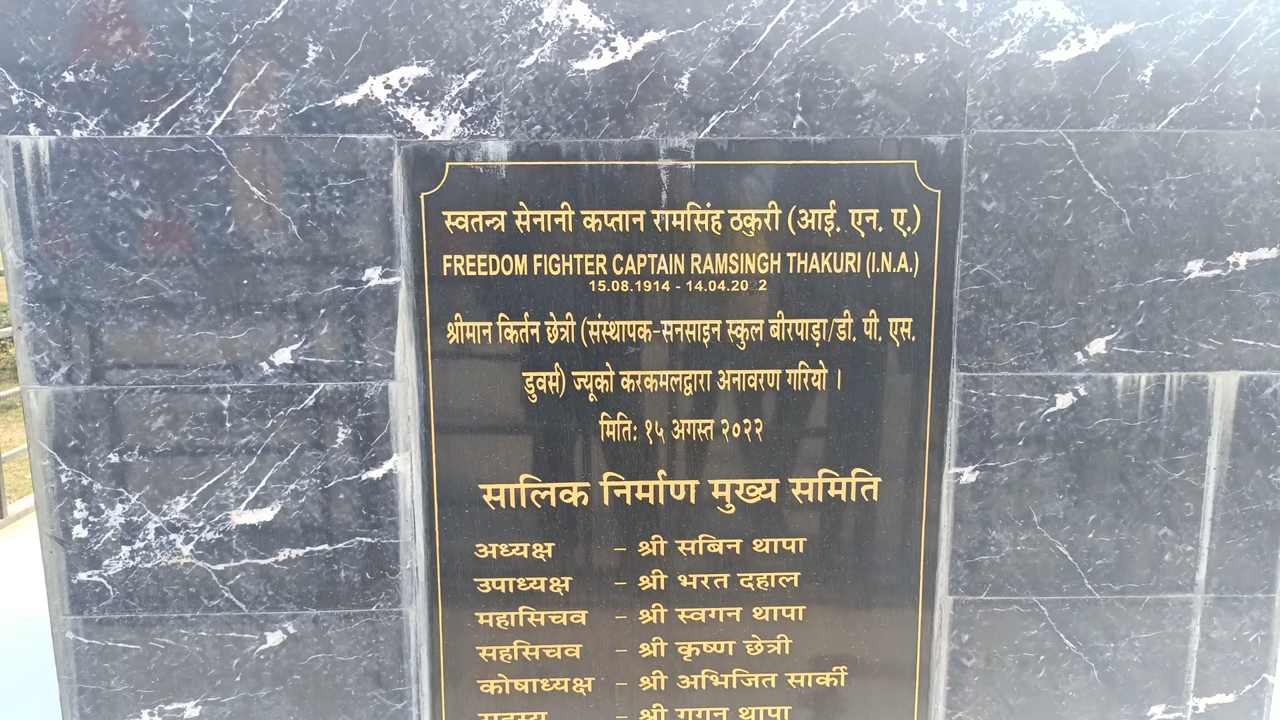 स्वतन्त्र सेनानी कप्तान रामसिंह ठकुरी (आई. एन. ए.)
FREEDOM FIGHTER CAPTAIN RAMSINGH THAKURI (I.N.A.)
15.08.1914 - 14.04.20 2
श्रीमान किर्तन छेत्री (संस्थापक-सनसाइन स्कुल बीरपाड़ा/डी. पी. एस.
डुवर्स) ज्यूको करकमलद्वारा अनावरण गरियो ।
मितिः १५ अगस्त २०२२
सालिक निर्माण मुख्य समिति
अध्यक्ष - श्री सबिन थापा
उपाध्यक्ष - श्री भरत दहाल
महासिचव - श्री स्वगन थापा
सहसिचव - श्री कृष्ण छेत्री
कोषाध्यक्ष - श्री अभिजित सार्की
सदस्य - श्री गगन थापा